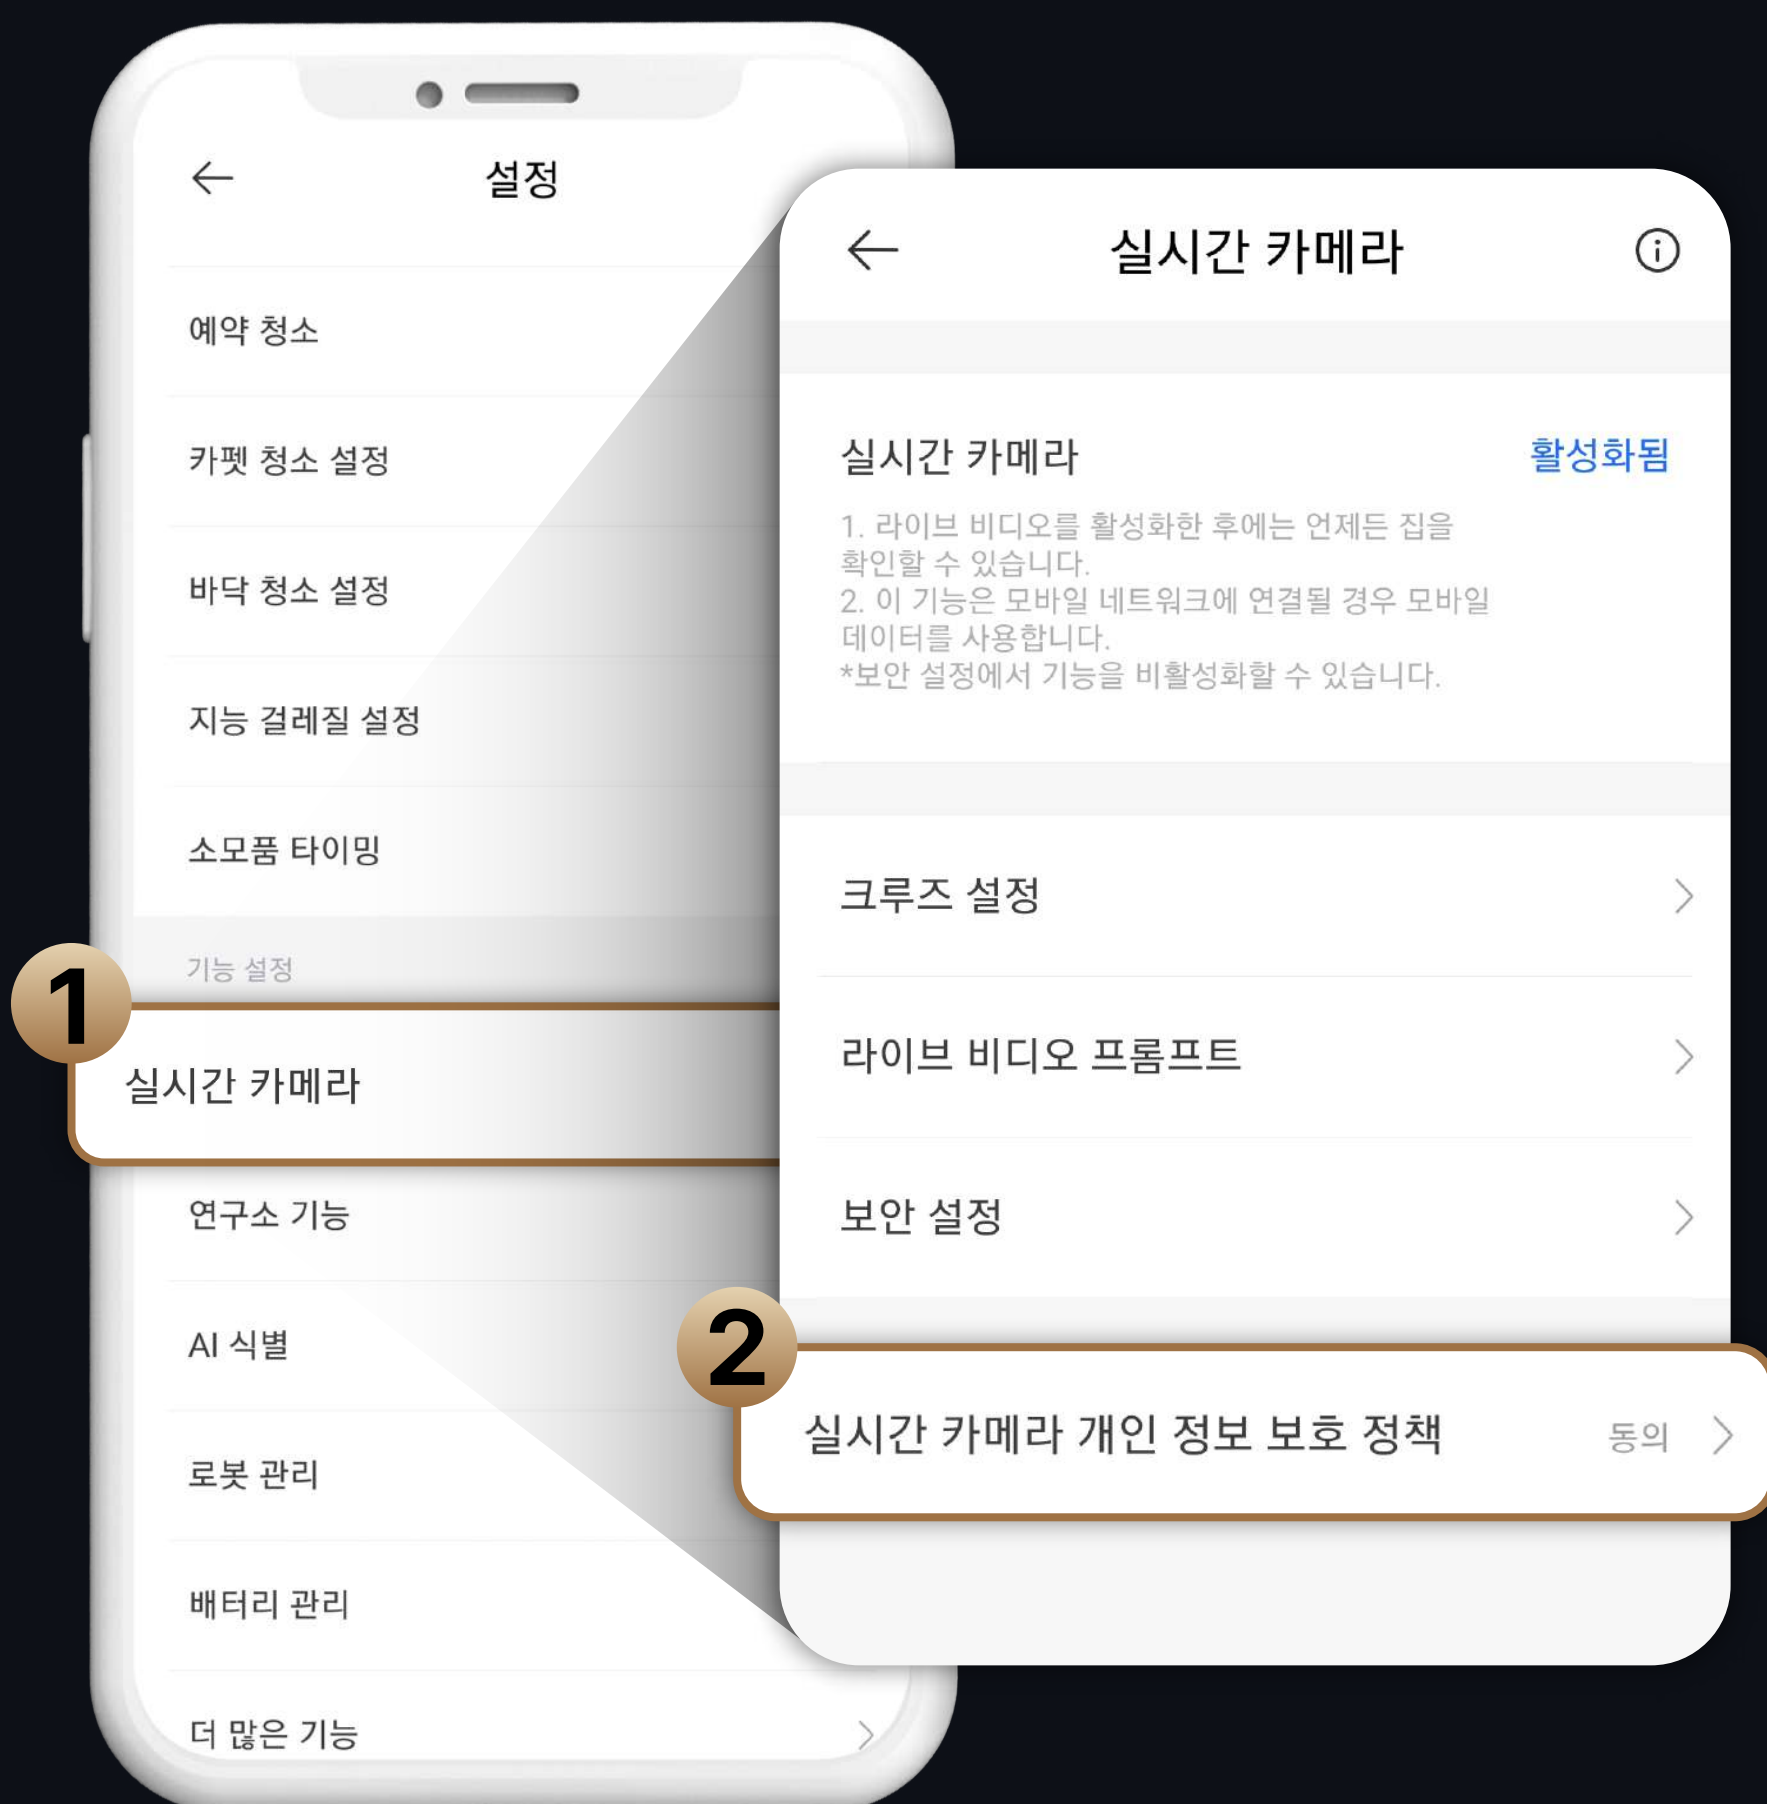 설정
예약 청소
카펫 청소 설정
바닥 청소 설정
지능 걸레질 설정
소모품 타이밍
기능 설정
1
실시간 카메라
연구소 기능
AI 식별
로봇 관리
배터리 관리
더 많은 기능
실시간 카메라
실시간 카메라 활성화됨
1. 라이브 비디오를 활성화한 후에는 언제든 집을
확인할 수 있습니다.
2. 이 기능은 모바일 네트워크에 연결될 경우 모바일
데이터를 사용합니다.
*보안 설정에서 기능을 비활성화할 수 있습니다.
크루즈 설정
라이브 비디오 프롬프트
보안 설정
2
실시간 카메라 개인 정보 보호 정책 동의